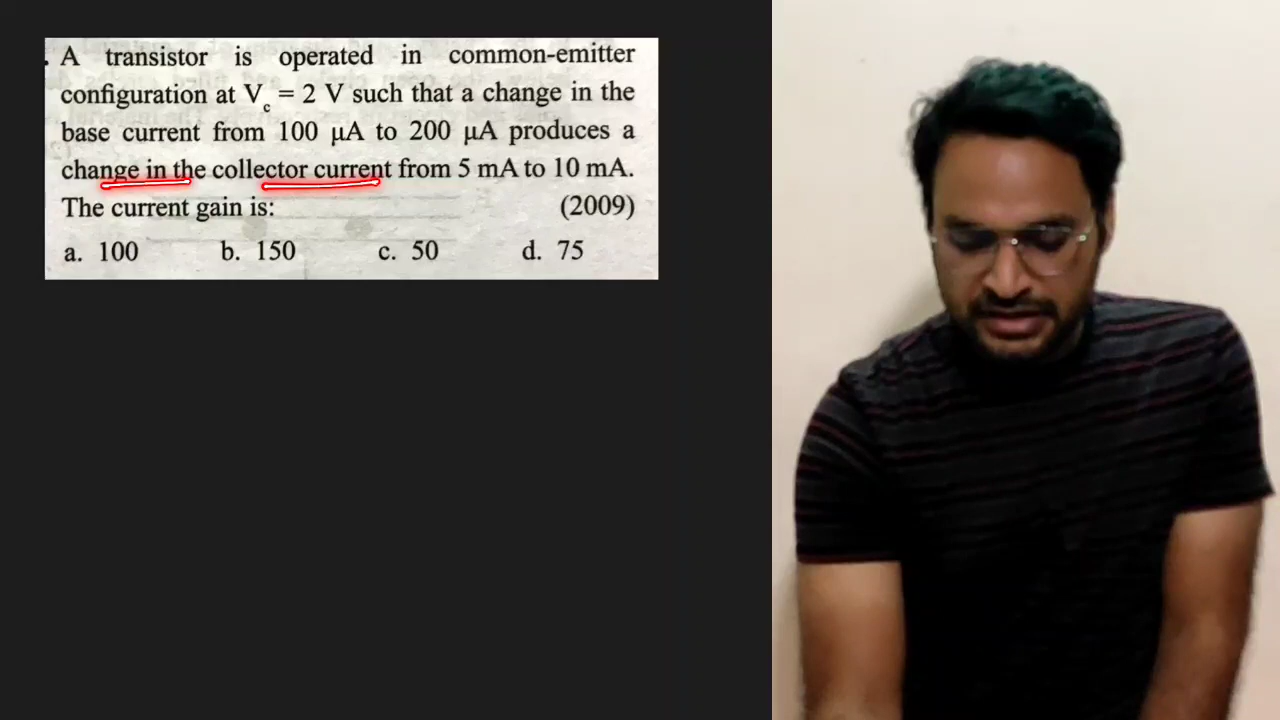 A transistor is operated in common-emitter
configuration at Vc = 2 V such that a change in the
base current from 100 μA to 200 μA produces a
change in the collector current from 5 mA to 10 mA.
The current gain is: (2009)
a. 100 b. 150 c. 50 d. 75